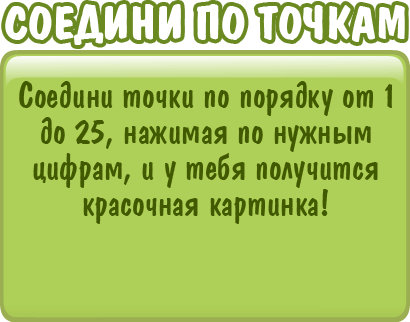 СОЕДИНИ ПО ТОЧКАМ
Соедини точки по порядку от 1
до 25, нажимая по нужным
цифрам, и у тебя получится
красочная картинка!